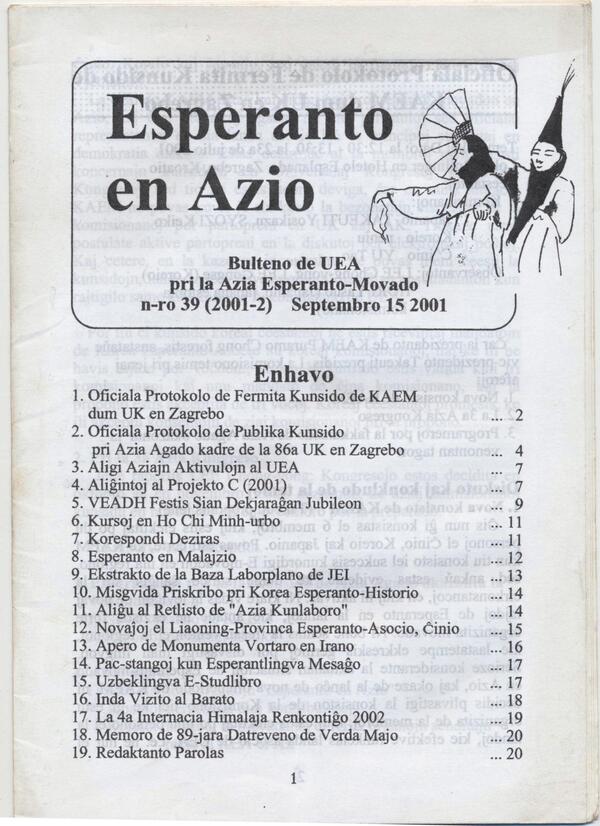 Esperanto
en Azio
Bulteno de UEA
pri la Azia Esperanto-Movado
n-ro 39 (2001-2) Septembro 15 2001
Enhavo
1. Oficiala Protokolo de Fermita Kunsido de KAEM
dum UK en Zagrebo ... 2
2. Oficiala Protokolo de Publika Kunsido
pri Azia Agado kadre de la 86a UK en Zagrebo ... 4
3. Aligi Aziajn Aktivulojn al UEA ... 7
4. Aliĝintoj al Projekto C (2001) ... 7
5. VEADH Festis Sian Dekjaraĝan Jubileon ... 9
6. Kursoj en Ho Chi Minh-urbo ... 11
7. Korespondi Deziras ... 11
8. Esperanto en Malajzio ... 12
9. Ekstrakto de la Baza Laborplano de JEI ... 13
10. Misgvida Priskribo pri Korea Esperanto-Historio ... 14
11. Aliĝu al Retlisto de "Azia Kunlaboro" ... 14
12. Novaĵoj el Liaoning-Provinca Esperanto-Asocio, Ĉinio ... 15
13. Apero de Monumenta Vortaro en Irano ... 16
14. Pac-stangoj kun Esperantlingva Mesaĝo ... 17
15. Uzbeklingva E-Studlibro ... 17
16. Inda Vizito al Barato ... 18
17. La 4a Internacia Himalaja Renkontiĝo 2002 ... 19
18. Memoro de 89-jara Datreveno de Verda Majo ... 20
19. Redaktanto Parolas ... 20
1